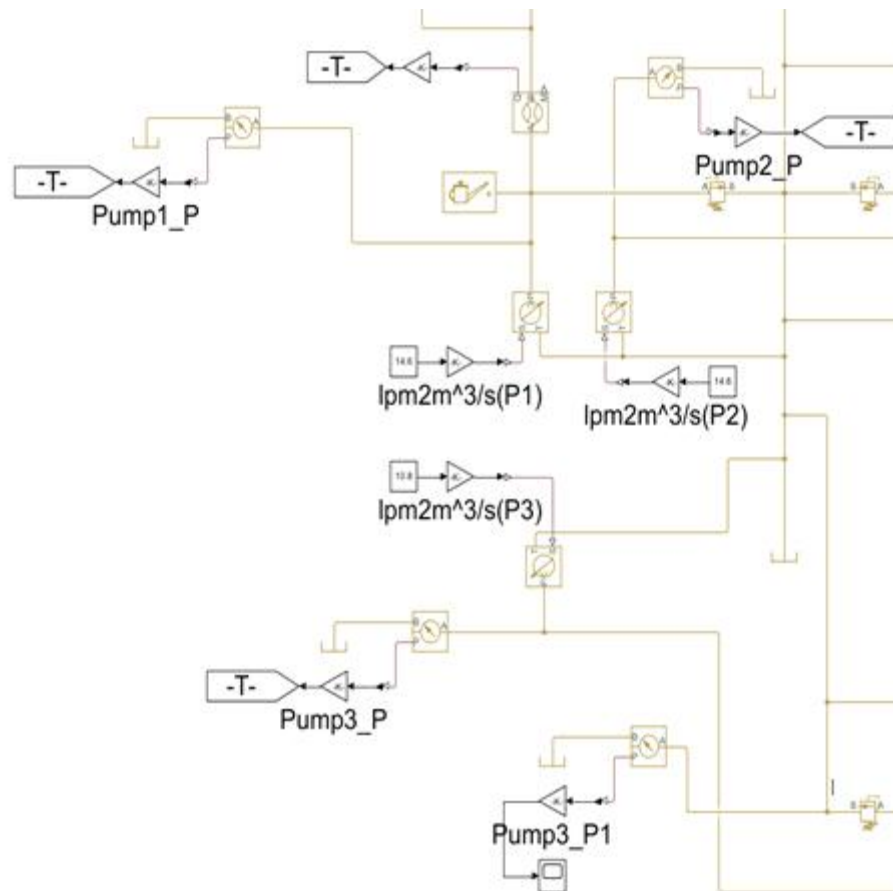 -T-
-T-
Pump2_P
-T-
Pump1_P
14.6
lpm2m^3/s(P1)
14.6
lpm2m^3/s(P2)
10.8
lpm2m^3/s(P3)
-T-
Pump3_P
Pump3_P1